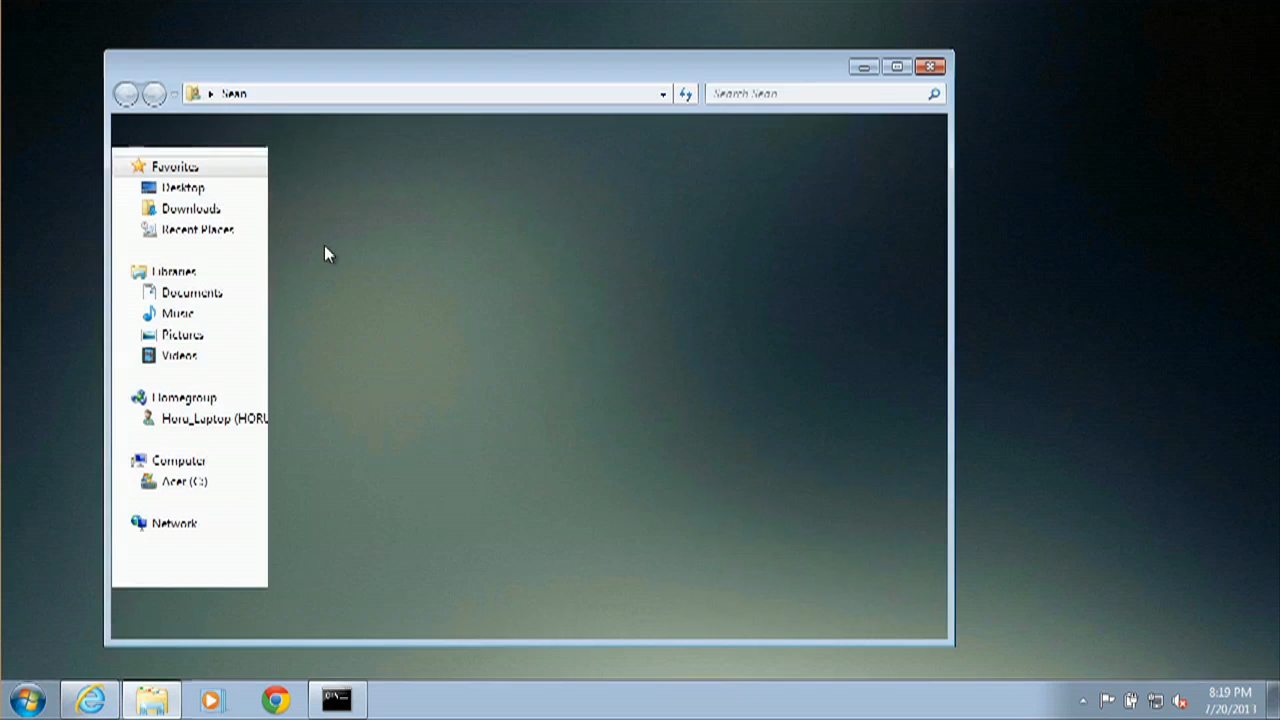 Sean
Search Sean
Favorites
Desktop
Downloads
Recent Places
Libraries
Documents
Music
Pictures
Videos
Homegroup
Horu_Laptop (HORU
Computer
Acer (C:)
Network
C:\.
8:19 PM
7/20/2013